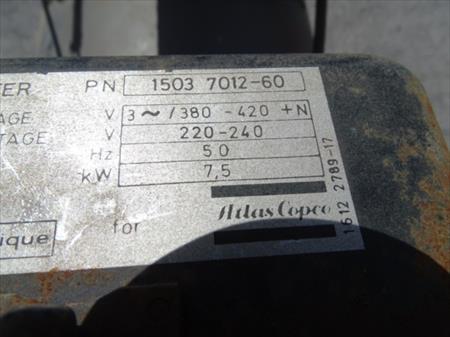 TER PN 1503 7012-60
AGE V 3~/380-420+N
TAGE V 220-240
Hz 50
kW 7,5
for Atlas Copco
ique
1612 2789-17